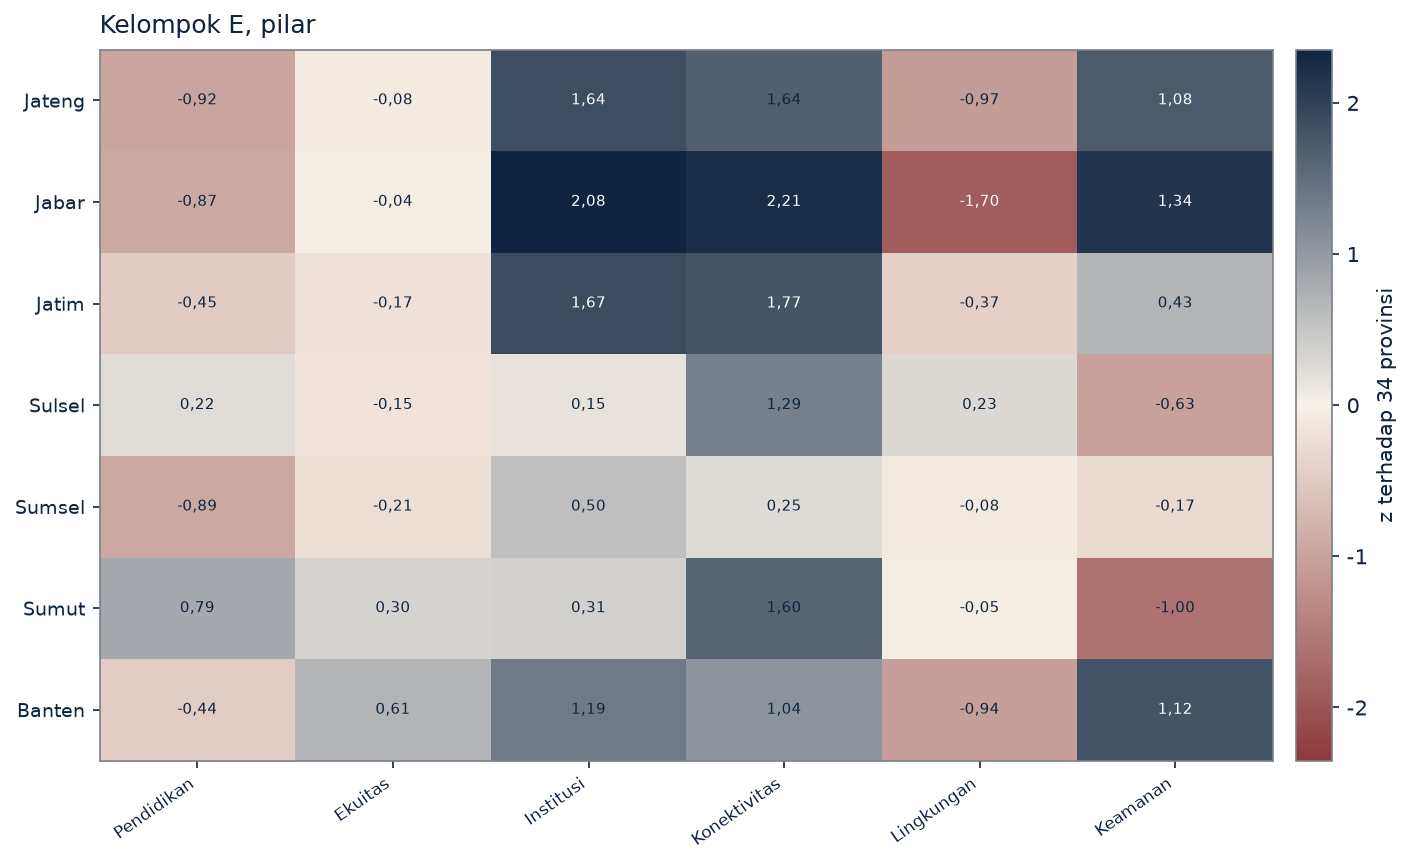 Kelompok E, pilar
Jateng -0,92 -0,08 1,64 1,64 -0,97 1,08
Jabar -0,87 -0,04 2,08 2,21 -1,70 1,34
Jatim -0,45 -0,17 1,67 1,77 -0,37 0,43
Sulsel 0,22 -0,15 0,15 1,29 0,23 -0,63
Sumsel -0,89 -0,21 0,50 0,25 -0,08 -0,17
Sumut 0,79 0,30 0,31 1,60 -0,05 -1,00
Banten -0,44 0,61 1,19 1,04 -0,94 1,12
Pendidikan Ekuitas Institusi Konektivitas Lingkungan Keamanan
2
1
0
-1
-2
z terhadap 34 provinsi